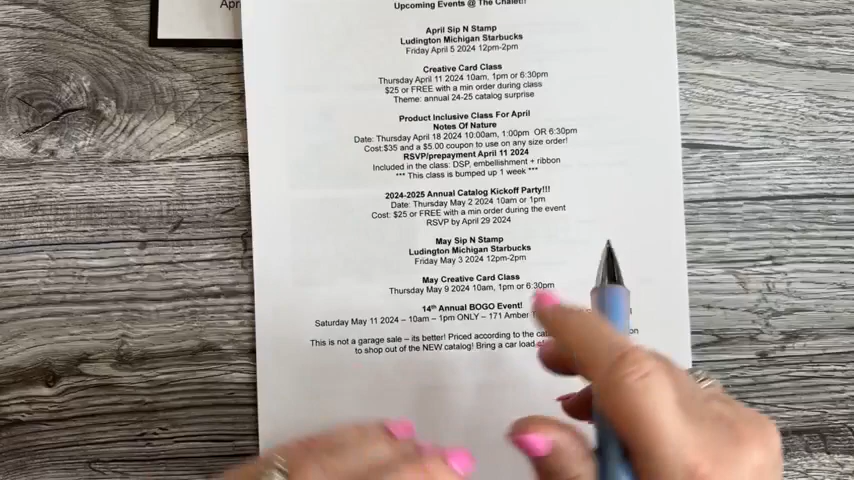 Apr
Upcoming Events @ The Chalet!!
April Sip N Stamp
Ludington Michigan Starbucks
Friday April 5 2024 12pm-2pm
Creative Card Class
Thursday April 11 2024 10am, 1pm or 6:30pm
$25 or FREE with a min order during class
Theme: annual 24-25 catalog surprise
Product Inclusive Class For April
Notes Of Nature
Date: Thursday April 18 2024 10:00am, 1:00pm OR 6:30pm
Cost:$35 and a $5.00 coupon to use on any size order!
RSVP/prepayment April 11 2024
Included in the class: DSP, embellishment + ribbon
*** This class is bumped up 1 week ***
2024-2025 Annual Catalog Kickoff Party!!!
Date: Thursday May 2 2024 10am or 1pm
Cost: $25 or FREE with a min order during the event
RSVP by April 29 2024
May Sip N Stamp
Ludington Michigan Starbucks
Friday May 3 2024 12pm-2pm
May Creative Card Class
Thursday May 9 2024 10am, 1pm or 6:30pm
14th Annual BOGO Event!
Saturday May 11 2024 – 10am – 1pm ONLY – 171 Amber
This is not a garage sale – its better! Priced according to the
to shop out of the NEW catalog! Bring a car load